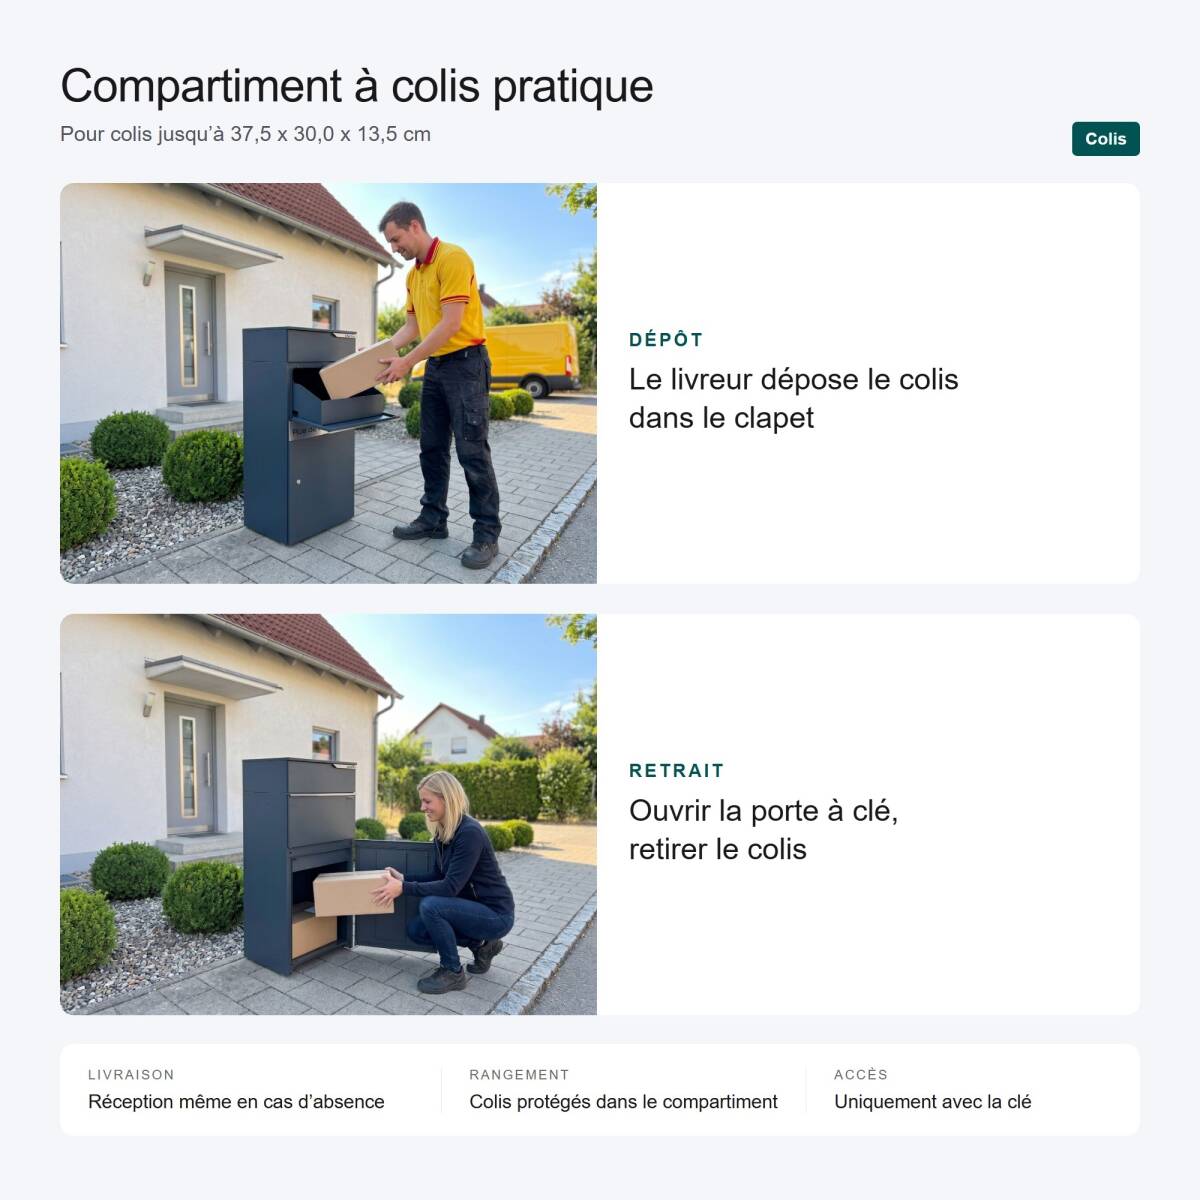 Compartiment à colis pratique
Pour colis jusqu’à 37,5 x 30,0 x 13,5 cm
Colis
DÉPÔT
Le livreur dépose le colis
dans le clapet
RETRAIT
Ouvrir la porte à clé,
retirer le colis
LIVRAISON
Réception même en cas d’absence
RANGEMENT
Colis protégés dans le compartiment
ACCÈS
Uniquement avec la clé